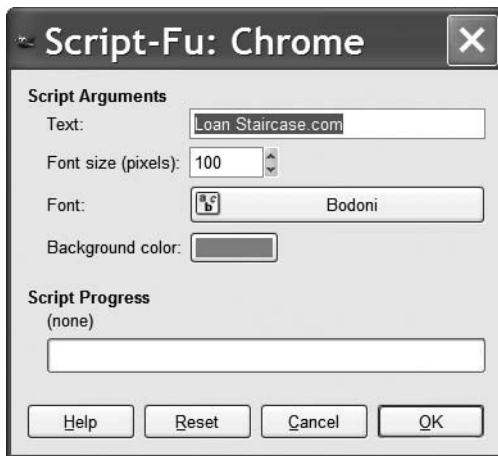 Script-Fu: Chrome
Script Arguments
Text: Loan Staircase.com
Font size (pixels): 100
Font: abc Bodoni
Background color:
Script Progress
(none)
Help Reset Cancel OK